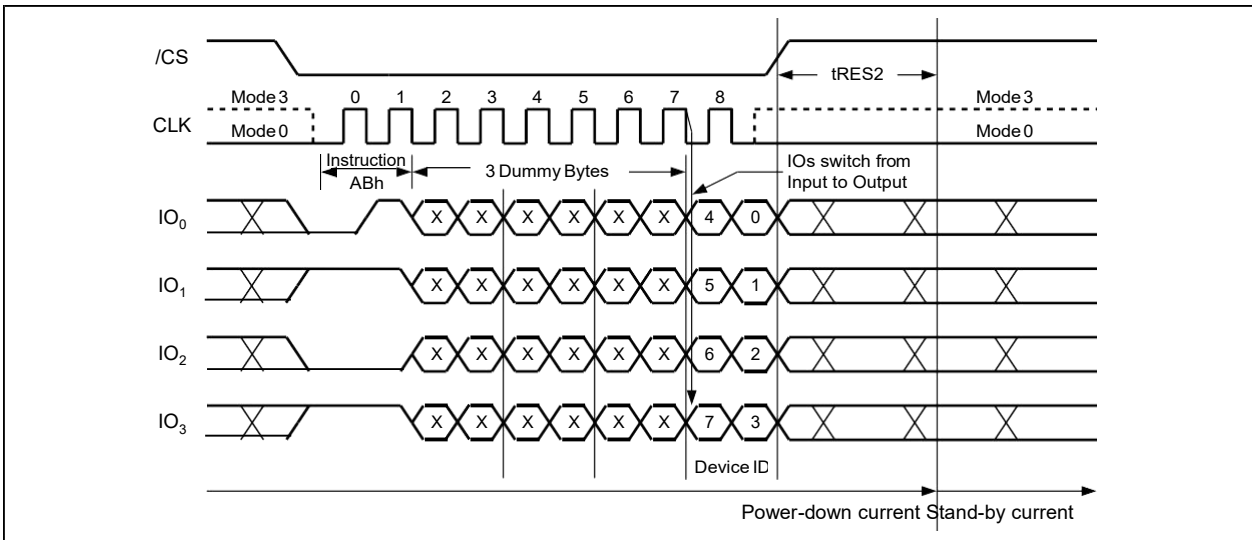 /CS
tRES2
Mode 3 0 1 2 3 4 5 6 7 8 Mode 3
CLK
Mode 0 Mode 0
Instruction
ABh
3 Dummy Bytes
IOs switch from
Input to Output
IO0 X X X X X X 4 0
IO1 X X X X X X 5 1
IO2 X X X X X X 6 2
IO3 X X X X X X 7 3
Device ID
Power-down current Stand-by current